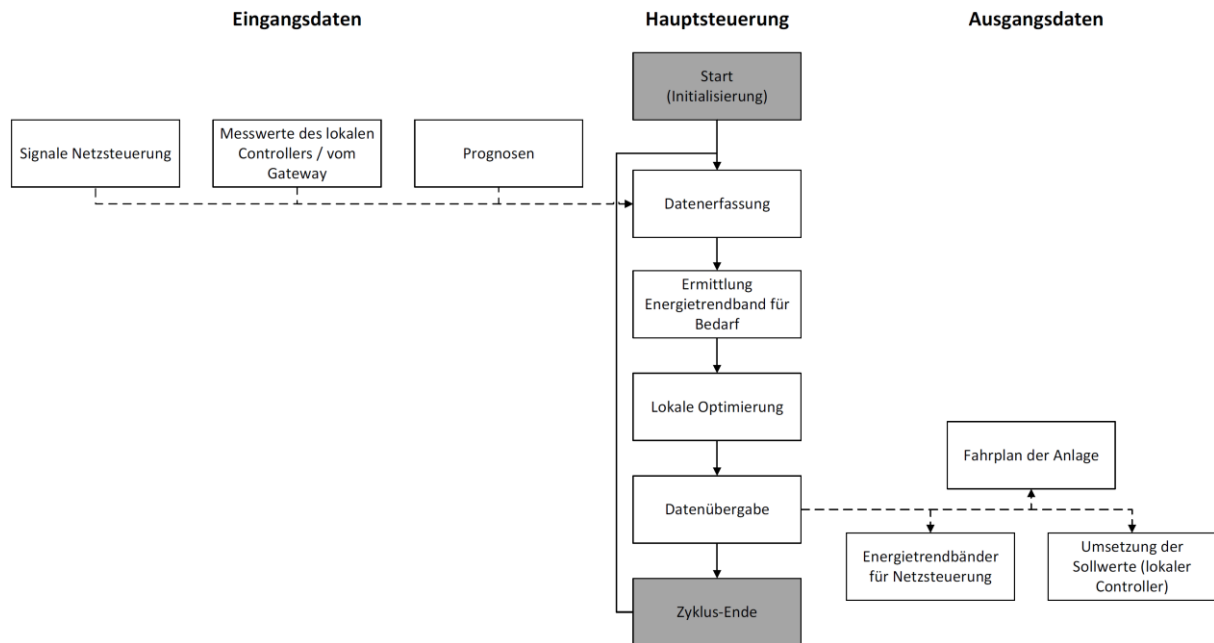 Eingangsdaten
Hauptsteuerung
Ausgangsdaten
Start
(Initialisierung)
Signale Netzsteuerung
Messwerte des lokalen
Controllers / vom
Gateway
Prognosen
Datenerfassung
Ermittlung
Energietrendband für
Bedarf
Lokale Optimierung
Fahrplan der Anlage
Datenübergabe
Energietrendbänder
für Netzsteuerung
Umsetzung der
Sollwerte (lokaler
Controller)
Zyklus-Ende